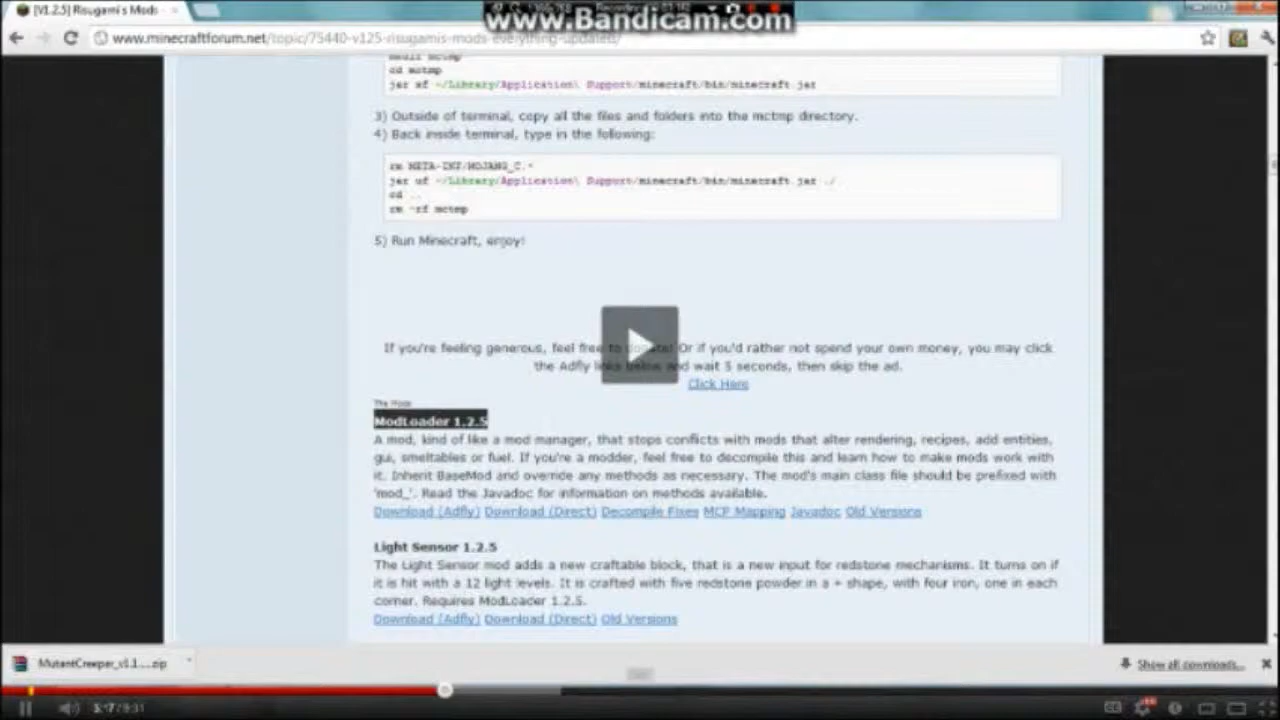 www.Bandicam.com
[V1.2.5] Risugami's Mods
www.minecraftforum.net/topic/75440-v125-risugamis-mods-everything-updated/
mkdir mctmp
cd mctmp
jar xf ~/Library/Application\ Support/minecraft/bin/minecraft.jar
3) Outside of terminal, copy all the files and folders into the mctmp directory.
4) Back inside terminal, type in the following:
rm META-INF/MOJANG_C.*
jar uf ~/Library/Application\ Support/minecraft/bin/minecraft.jar ./
cd ..
rm -rf mctmp
5) Run Minecraft, enjoy!
If you're feeling generous, feel free to donate! Or if you'd rather not spend your own money, you may click
the Adfly links below and wait 5 seconds, then skip the ad.
Click Here
The Mods
ModLoader 1.2.5
A mod, kind of like a mod manager, that stops conflicts with mods that alter rendering, recipes, add entities,
gui, smeltables or fuel. If you're a modder, feel free to decompile this and learn how to make mods work with
it. Inherit BaseMod and override any methods as necessary. The mod's main class file should be prefixed with
'mod_'. Read the Javadoc for information on methods available.
Download (Adfly) Download (Direct) Decompile Fixes MCP Mapping Javadoc Old Versions
Light Sensor 1.2.5
The Light Sensor mod adds a new craftable block, that is a new input for redstone mechanisms. It turns on if
it is hit with a 12 light levels. It is crafted with five redstone powder in a + shape, with four iron, one in each
corner. Requires ModLoader 1.2.5.
Download (Adfly) Download (Direct) Old Versions
MutantCreeper_v1.1....zip
Show all downloads...